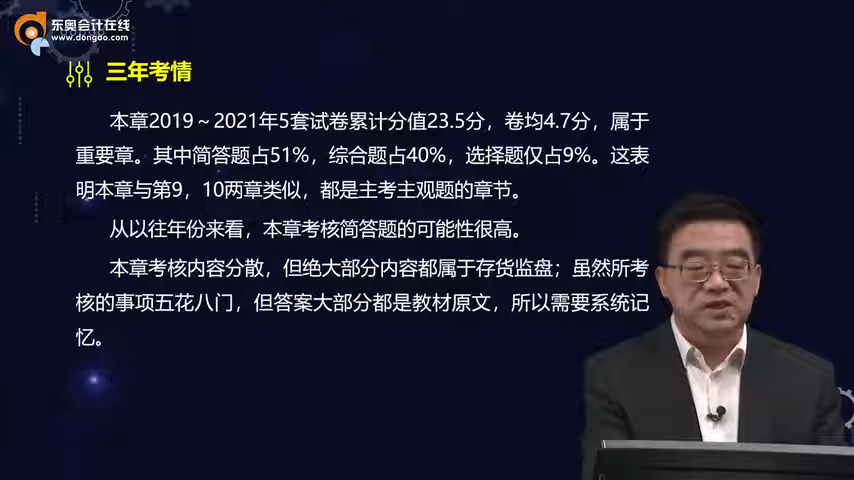 东奥会计在线
www.dongao.com
三年考情
本章2019～2021年5套试卷累计分值23.5分，卷均4.7分，属于
重要章。其中简答题占51%，综合题占40%，选择题仅占9%。这表
明本章与第9，10两章类似，都是主考主观题的章节。
从以往年份来看，本章考核简答题的可能性很高。
本章考核内容分散，但绝大部分内容都属于存货监盘；虽然所考
核的事项五花八门，但答案大部分都是教材原文，所以需要系统记
忆。